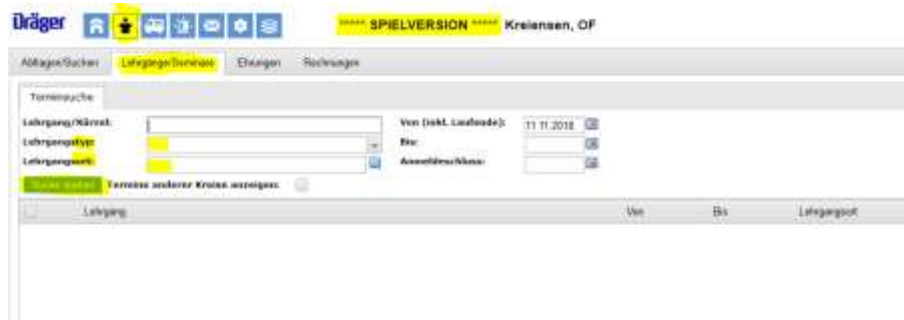 Dräger ***** SPIELVERSION ***** Kreiensen, OF
Abfragen/Suchen Lehrgänge/Seminare Ehrungen Rechnungen
Terminsuche
Lehrgang/Kürzel: Von (inkl. Laufende): 11.11.2018
Lehrgangstyp: Bis:
Lehrgangsort: Anmeldeschluss:
Suche starten Termine anderer Kreise anzeigen:
Lehrgang Von Bis Lehrgangsort